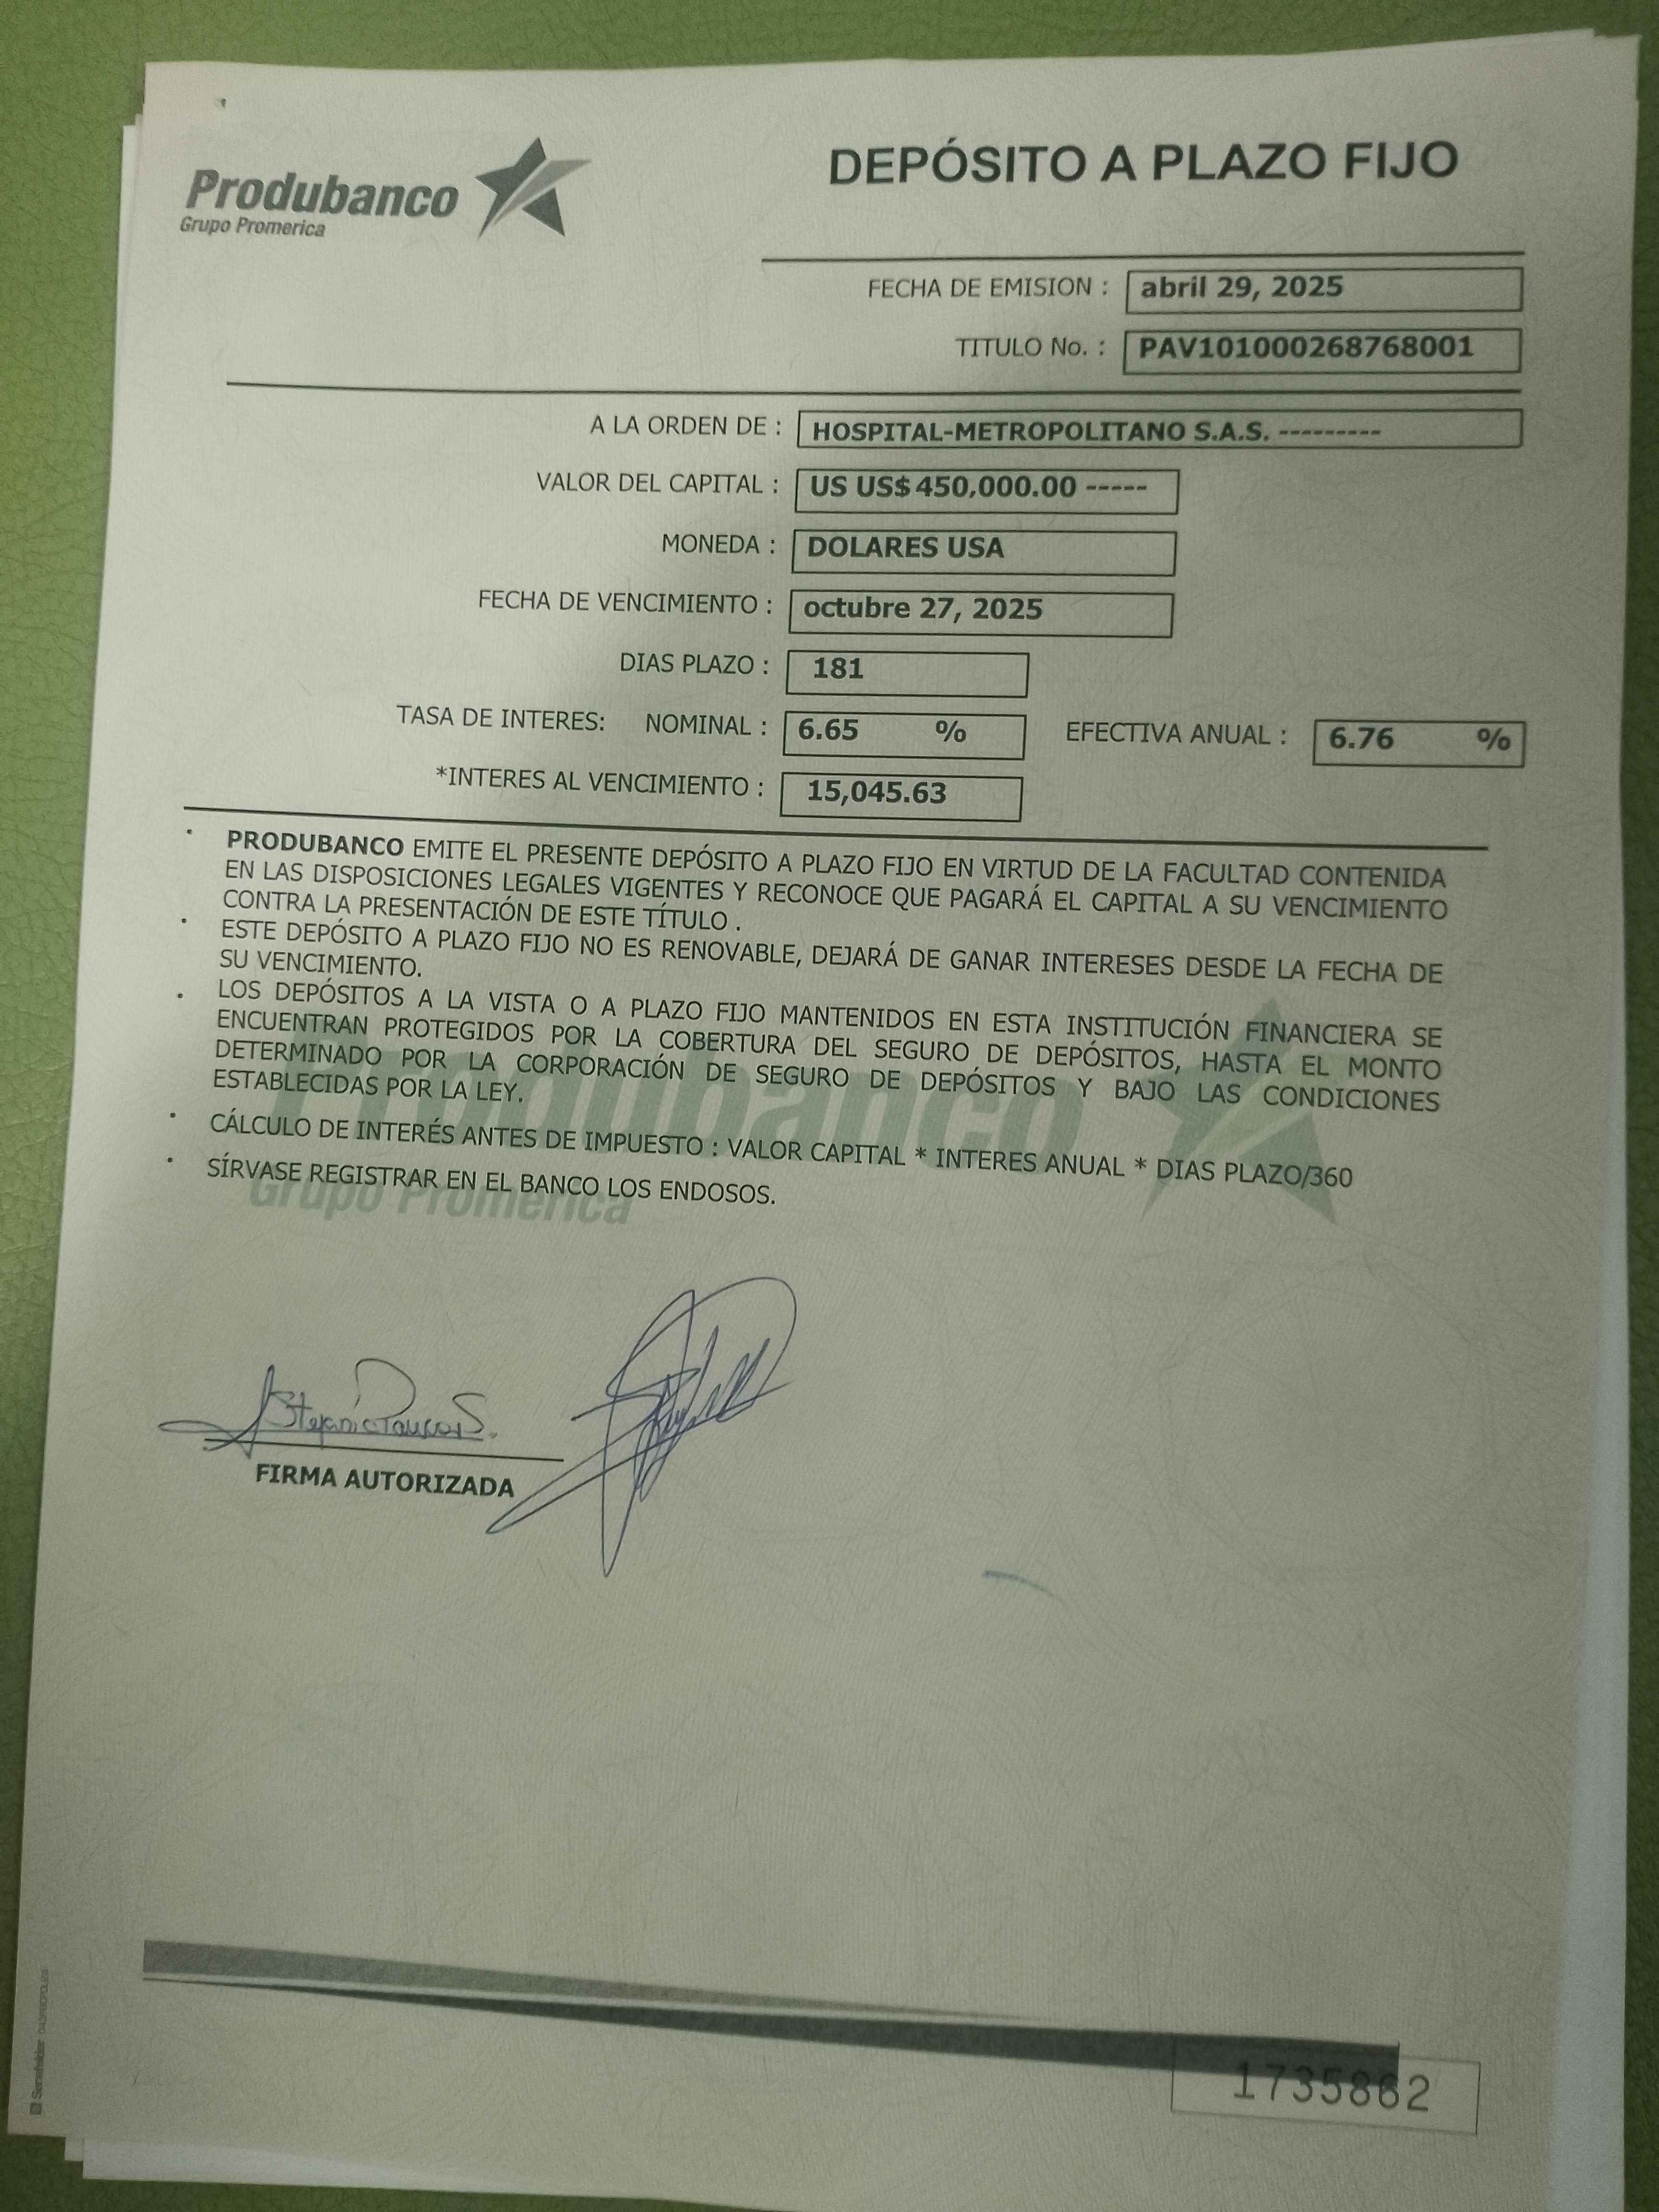 Produbanco
Grupo Promerica
DEPÓSITO A PLAZO FIJO
FECHA DE EMISION : abril 29, 2025
TITULO No. : PAV101000268768001
A LA ORDEN DE : HOSPITAL-METROPOLITANO S.A.S. ---------
VALOR DEL CAPITAL : US US$ 450,000.00 -----
MONEDA : DOLARES USA
FECHA DE VENCIMIENTO : octubre 27, 2025
DIAS PLAZO : 181
TASA DE INTERES: NOMINAL : 6.65 % EFECTIVA ANUAL : 6.76 %
*INTERES AL VENCIMIENTO : 15,045.63
· PRODUBANCO EMITE EL PRESENTE DEPÓSITO A PLAZO FIJO EN VIRTUD DE LA FACULTAD CONTENIDA
EN LAS DISPOSICIONES LEGALES VIGENTES Y RECONOCE QUE PAGARÁ EL CAPITAL A SU VENCIMIENTO
CONTRA LA PRESENTACIÓN DE ESTE TÍTULO .
· ESTE DEPÓSITO A PLAZO FIJO NO ES RENOVABLE, DEJARÁ DE GANAR INTERESES DESDE LA FECHA DE
SU VENCIMIENTO.
· LOS DEPÓSITOS A LA VISTA O A PLAZO FIJO MANTENIDOS EN ESTA INSTITUCIÓN FINANCIERA SE
ENCUENTRAN PROTEGIDOS POR LA COBERTURA DEL SEGURO DE DEPÓSITOS, HASTA EL MONTO
DETERMINADO POR LA CORPORACIÓN DE SEGURO DE DEPÓSITOS Y BAJO LAS CONDICIONES
ESTABLECIDAS POR LA LEY.
· CÁLCULO DE INTERÉS ANTES DE IMPUESTO : VALOR CAPITAL * INTERES ANUAL * DIAS PLAZO/360
· SÍRVASE REGISTRAR EN EL BANCO LOS ENDOSOS.
Produbanco
Grupo Promerica
FIRMA AUTORIZADA
1735862